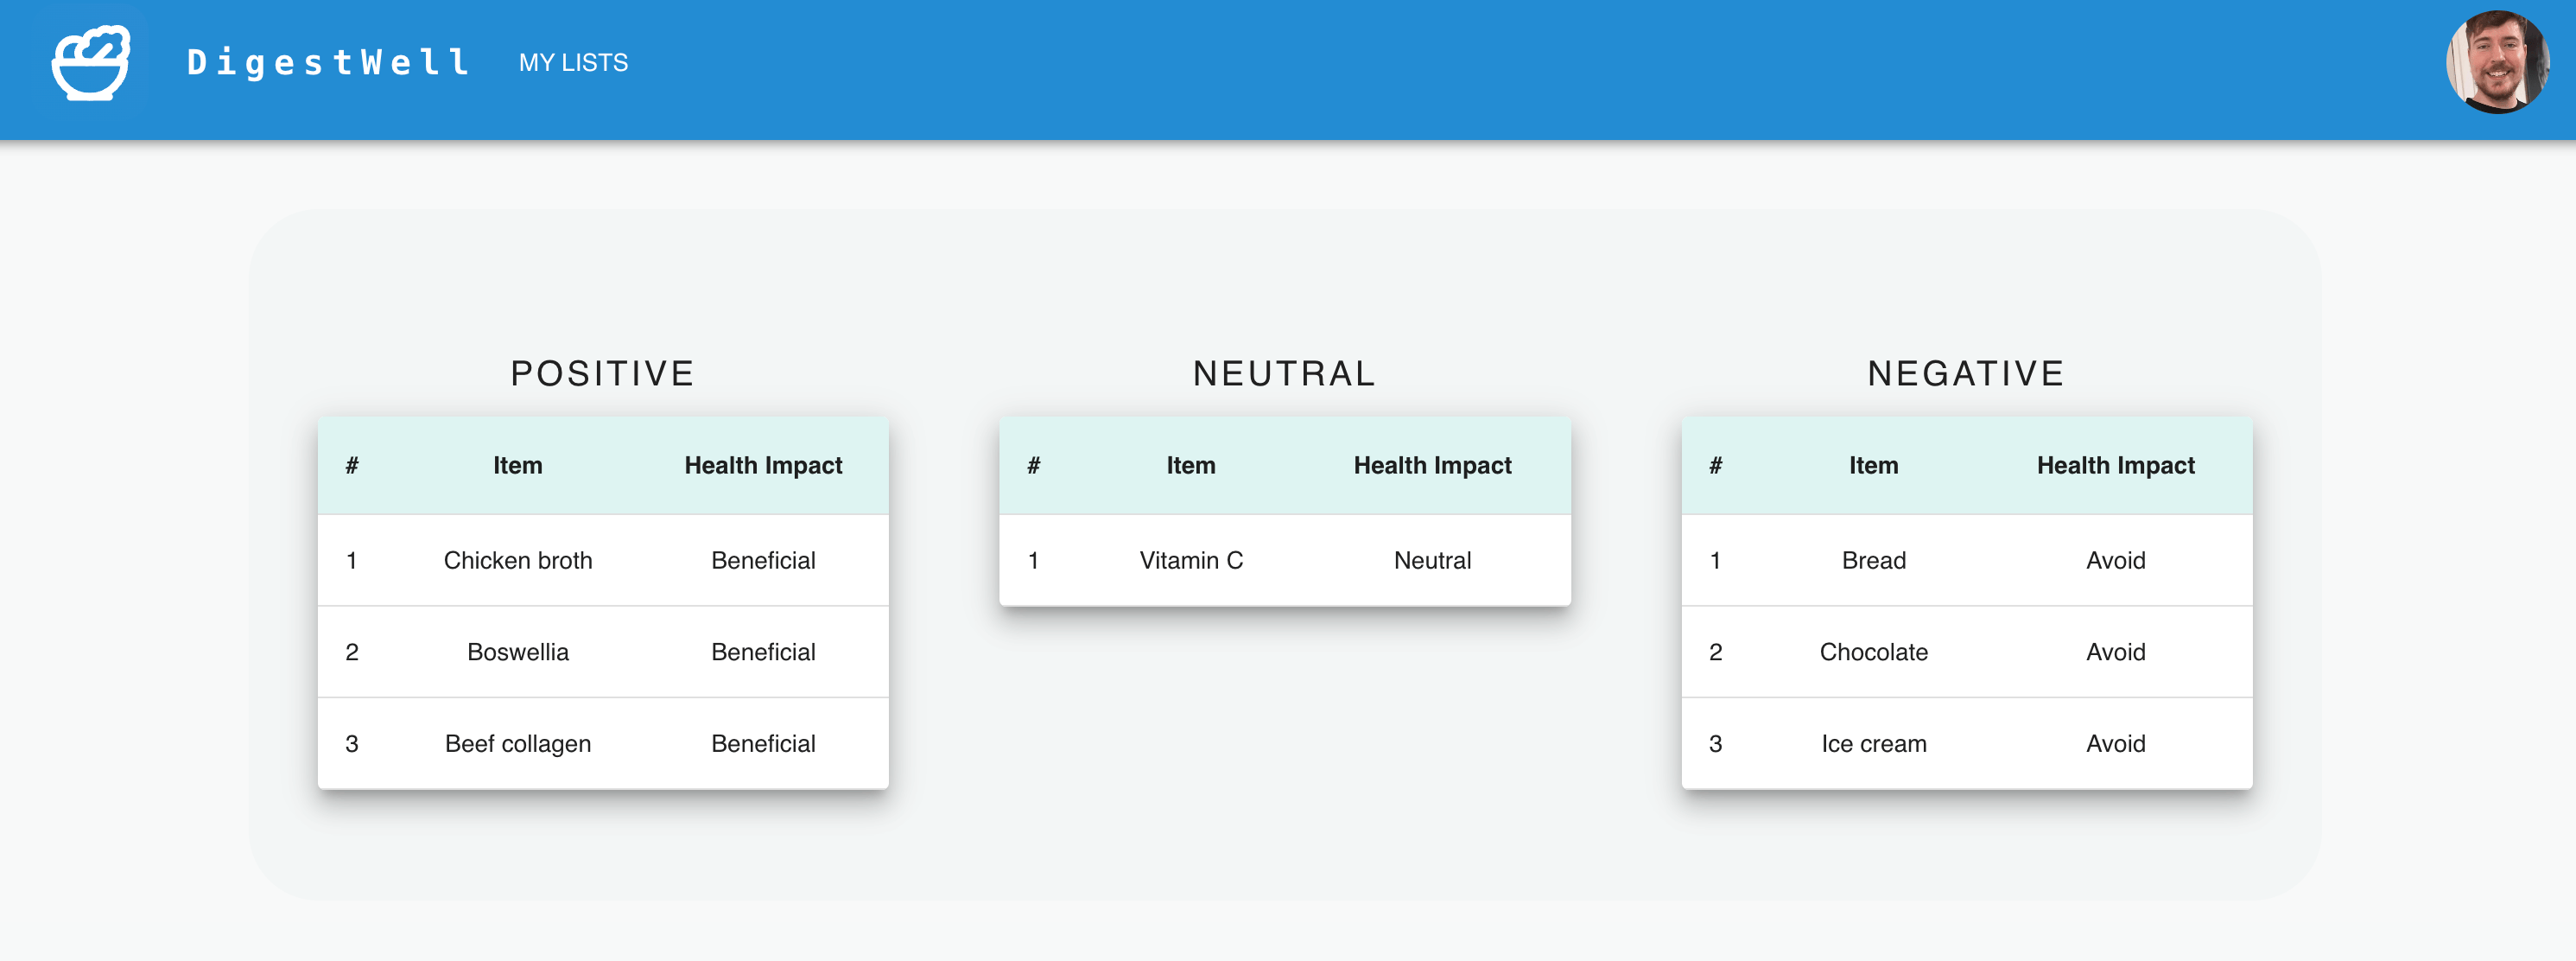 DigestWell MY LISTS
POSITIVE
# Item Health Impact
1 Chicken broth Beneficial
2 Boswellia Beneficial
3 Beef collagen Beneficial
NEUTRAL
# Item Health Impact
1 Vitamin C Neutral
NEGATIVE
# Item Health Impact
1 Bread Avoid
2 Chocolate Avoid
3 Ice cream Avoid